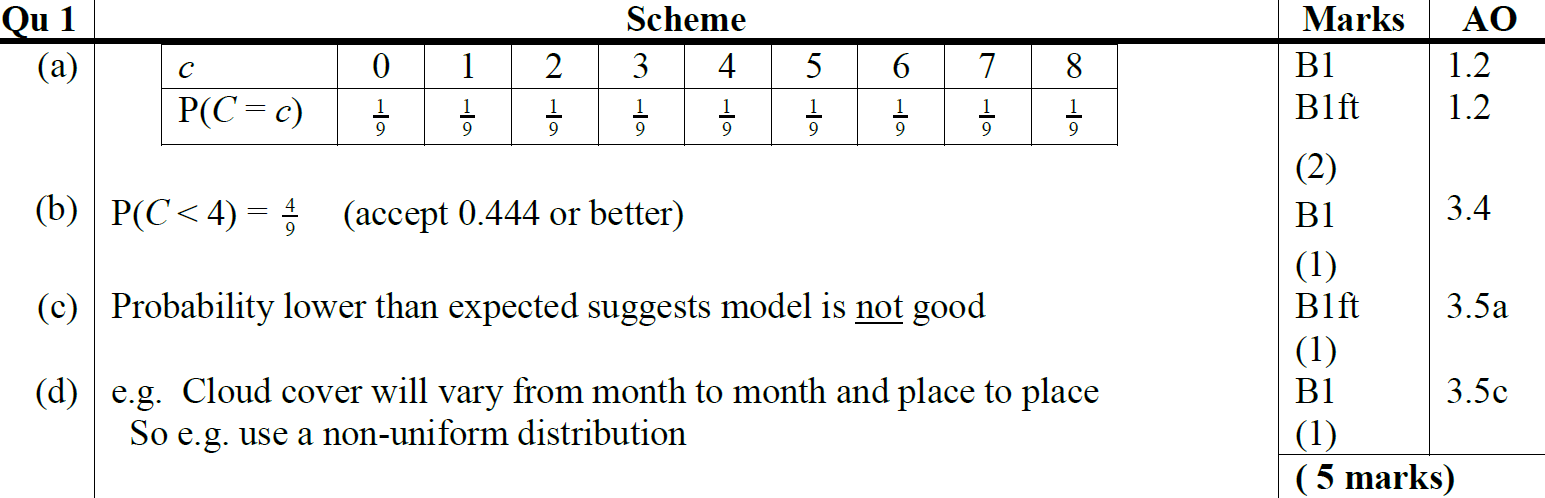 Qu 1 Scheme Marks AO
(a) c 0 1 2 3 4 5 6 7 8 B1 1.2
P(C = c) 1/9 1/9 1/9 1/9 1/9 1/9 1/9 1/9 1/9 B1ft 1.2
(2)
(b) P(C < 4) = 4/9 (accept 0.444 or better) B1 3.4
(1)
(c) Probability lower than expected suggests model is not good B1ft 3.5a
(1)
(d) e.g. Cloud cover will vary from month to month and place to place B1 3.5c
So e.g. use a non-uniform distribution (1)
( 5 marks)